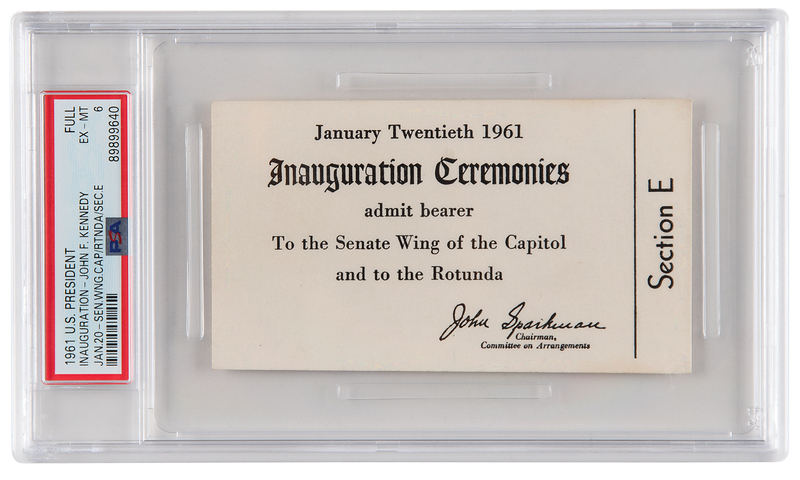 1961 U.S. PRESIDENT
INAUGURATION-JOHN F. KENNEDY
JAN.20-SEN.WNG.CAP/RTNDA/SEC.E
FULL
EX-MT
6
89899640
PSA
January Twentieth 1961
Inauguration Ceremonies
admit bearer
To the Senate Wing of the Capitol
and to the Rotunda
John Sparkman
Chairman,
Committee on Arrangements
Section E